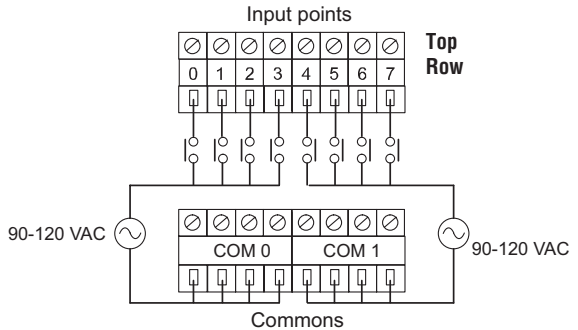 Input points
Top
Row
0 1 2 3 4 5 6 7
90-120 VAC
COM 0 COM 1
90-120 VAC
Commons